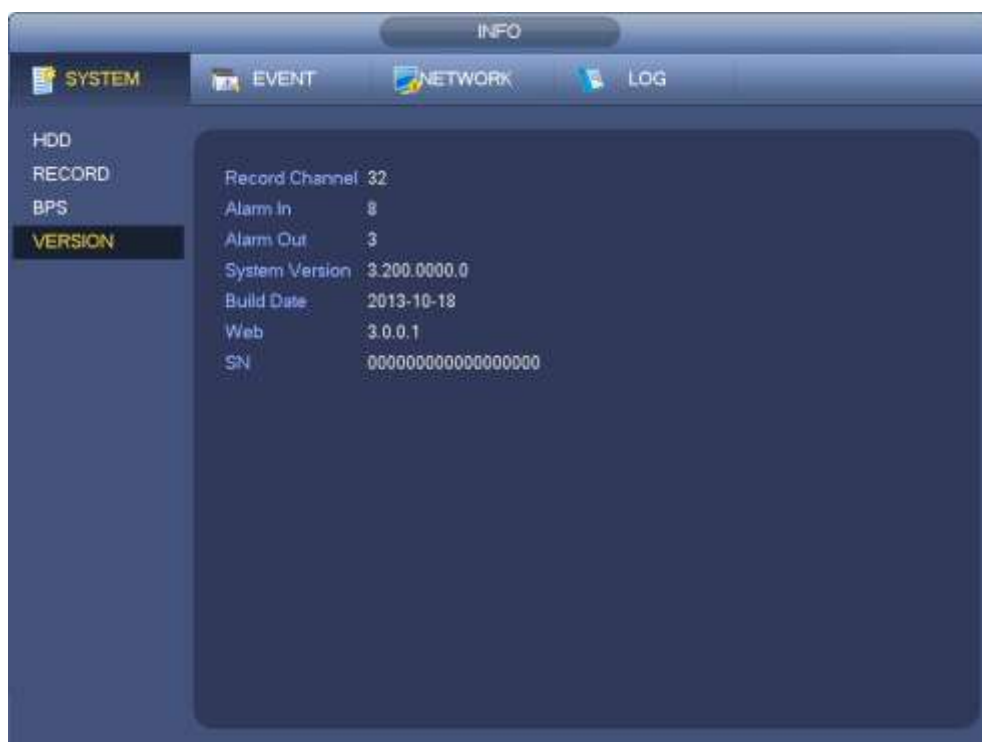 INFO
SYSTEM EVENT NETWORK LOG
HDD
RECORD
BPS
VERSION
Record Channel 32
Alarm In 8
Alarm Out 3
System Version 3.200.0000.0
Build Date 2013-10-18
Web 3.0.0.1
SN 000000000000000000